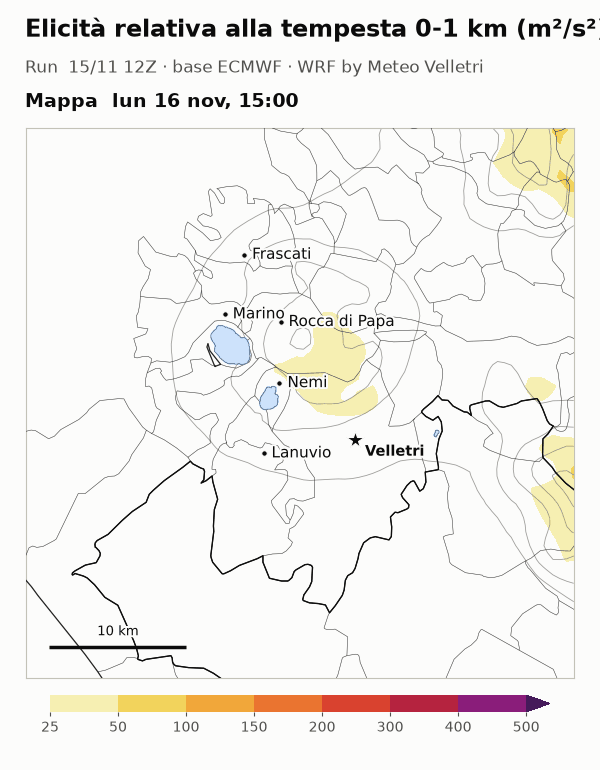 Elicità relativa alla tempesta 0-1 km (m²/s²)
Run 15/11 12Z · base ECMWF · WRF by Meteo Velletri
Mappa lun 16 nov, 15:00
Frascati
Marino
Rocca di Papa
Nemi
Velletri
Lanuvio
10 km
25 50 100 150 200 300 400 500